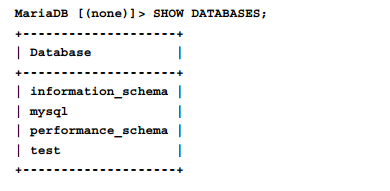 MariaDB [(none)]> SHOW DATABASES;
+--------------------+
| Database           |
+--------------------+
| information_schema |
| mysql              |
| performance_schema |
| test               |
+--------------------+